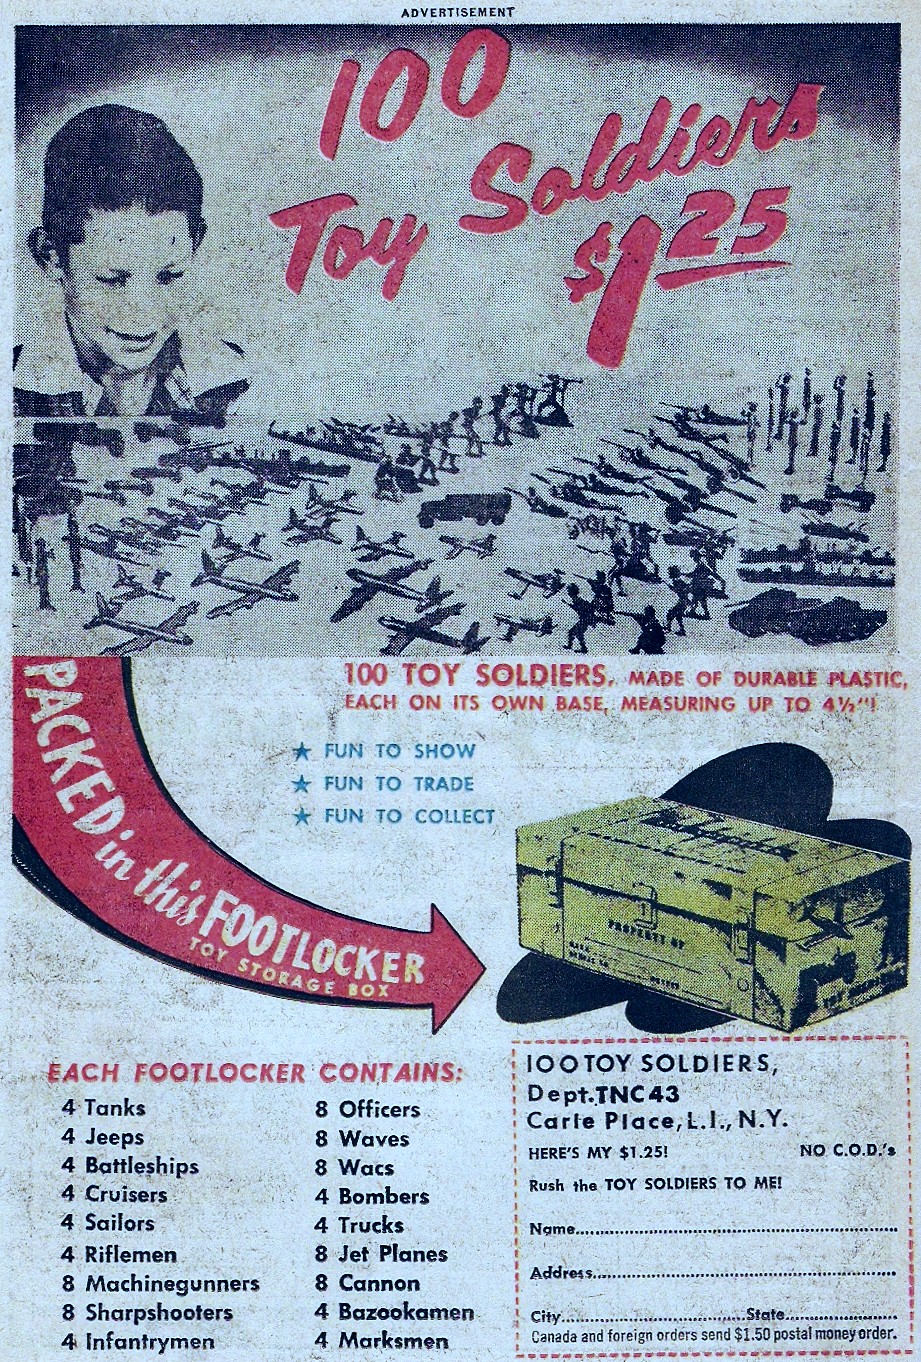 ADVERTISEMENT
100
Toy Soldiers
$1.25
PACKED in this FOOTLOCKER
TOY STORAGE BOX
100 TOY SOLDIERS, MADE OF DURABLE PLASTIC,
EACH ON ITS OWN BASE, MEASURING UP TO 4½"!
★ FUN TO SHOW
★ FUN TO TRADE
★ FUN TO COLLECT
PROPERTY OF
EACH FOOTLOCKER CONTAINS:
4 Tanks
4 Jeeps
4 Battleships
4 Cruisers
4 Sailors
4 Riflemen
8 Machinegunners
8 Sharpshooters
4 Infantrymen
8 Officers
8 Waves
8 Wacs
4 Bombers
4 Trucks
8 Jet Planes
8 Cannon
4 Bazookamen
4 Marksmen
100 TOY SOLDIERS,
Dept. TNC43
Carle Place, L.I., N.Y.
HERE'S MY $1.25! NO C.O.D.'s
Rush the TOY SOLDIERS TO ME!
Name
Address
City State
Canada and foreign orders send $1.50 postal money order.